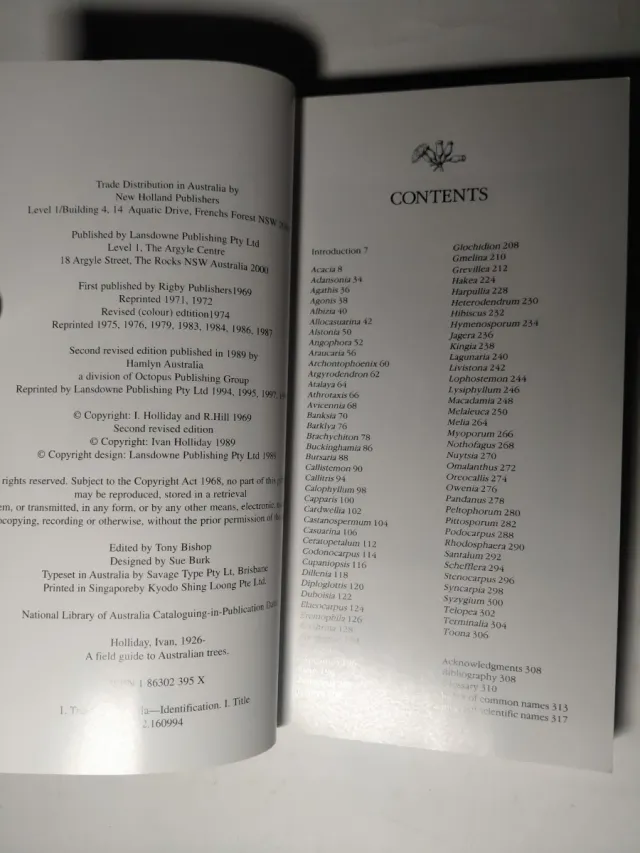 Trade Distribution in Australia by
New Holland Publishers
Level 1/Building 4, 14 Aquatic Drive, Frenchs Forest NSW
Published by Lansdowne Publishing Pty Ltd
Level 1, The Argyle Centre
18 Argyle Street, The Rocks NSW Australia 2000
First published by Rigby Publishers1969
Reprinted 1971, 1972
Revised (colour) edition1974
Reprinted 1975, 1976, 1979, 1983, 1984, 1986, 1987
Second revised edition published in 1989 by
Hamlyn Australia
a division of Octopus Publishing Group
Reprinted by Lansdowne Publishing Pty Ltd 1994, 1995, 1997,
© Copyright: I. Holliday and R.Hill 1969
Second revised edition
© Copyright: Ivan Holliday 1989
© Copyright design: Lansdowne Publishing Pty Ltd
rights reserved. Subject to the Copyright Act 1968, no part of this
may be reproduced, stored in a retrieval
or transmitted, in any form, or by any other means, electronic,
without the prior permission of
Edited by Tony Bishop
Designed by Sue Burk
Typeset in Australia by Savage Type Pty Lt, Brisbane
Printed in Singaporeby Kyodo Shing Loong Pte Ltd.
National Library of Australia Cataloguing-in-Publication
Holliday, Ivan, 1926-
A field guide to Australian trees.
1 86302 395 X
Identification. I. Title
CONTENTS
Introduction 7
Acacia 8
Adansonia 34
Agathis 36
Agonis 38
Albizia 40
Allocasuarina 42
Alstonia 50
Angophora 52
Araucaria 56
Archontophoenix 60
Argyrodendron 62
Atalaya 64
Athrotaxis 66
Avicennia 68
Banksia 70
Barklya 76
Brachychiton 78
Buckinghamia 86
Bursaria 88
Callistemon 90
Callitris 94
Calophyllum 98
Capparis 100
Cardwellia 102
Castanospermum 104
Casuarina 106
Ceratopetalum 112
Codonocarpus 114
Cupaniopsis 116
Dillenia 118
Diploglottis 120
Duboisia 122
Elaeocarpus 124
Eremophila 126
Glochidion 208
Gmelina 210
Grevillea 212
Hakea 224
Harpullia 228
Heterodendrum 230
Hibiscus 232
Hymenosporum 234
Jagera 236
Kingia 238
Lagunaria 240
Livistona 242
Lophostemon 244
Lysiphyllum 246
Macadamia 248
Melaleuca 250
Melia 264
Myoporum 266
Nothofagus 268
Nuytsia 270
Omalanthus 272
Oreocallis 274
Owenia 276
Pandanus 278
Peltophorum 280
Pittosporum 282
Podocarpus 288
Rhodosphaera 290
Santalum 292
Schefflera 294
Stenocarpus 296
Syncarpia 298
Syzygium 300
Telopea 302
Terminalia 304
Toona 306
Acknowledgments 308
Bibliography 308
310
of common names 313
scientific names 317